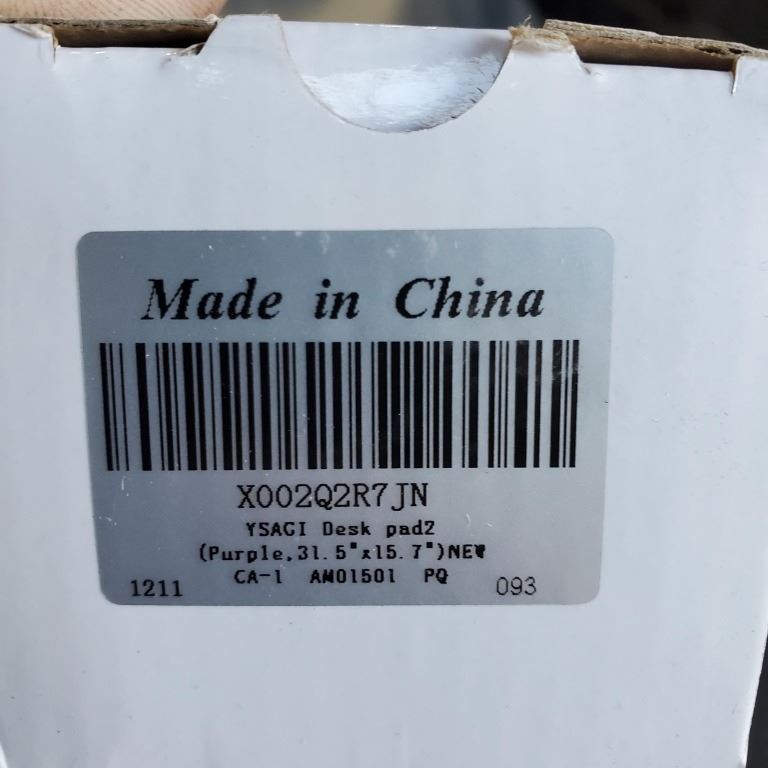 Made in China
X002Q2R7JN
YSAGI Desk pad2
(Purple,31.5"x15.7")NEW
CA-1 AM01501 PQ
1211 093